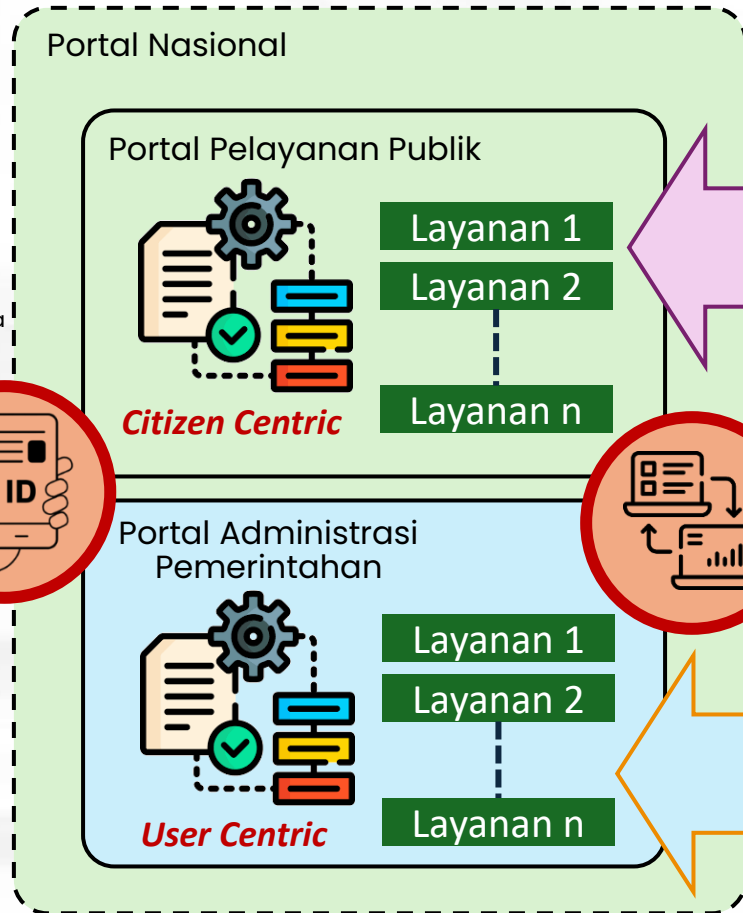 Portal Nasional
Portal Pelayanan Publik
Layanan 1
Layanan 2
Layanan n
Citizen Centric
ID
Portal Administrasi
Pemerintahan
Layanan 1
Layanan 2
Layanan n
User Centric